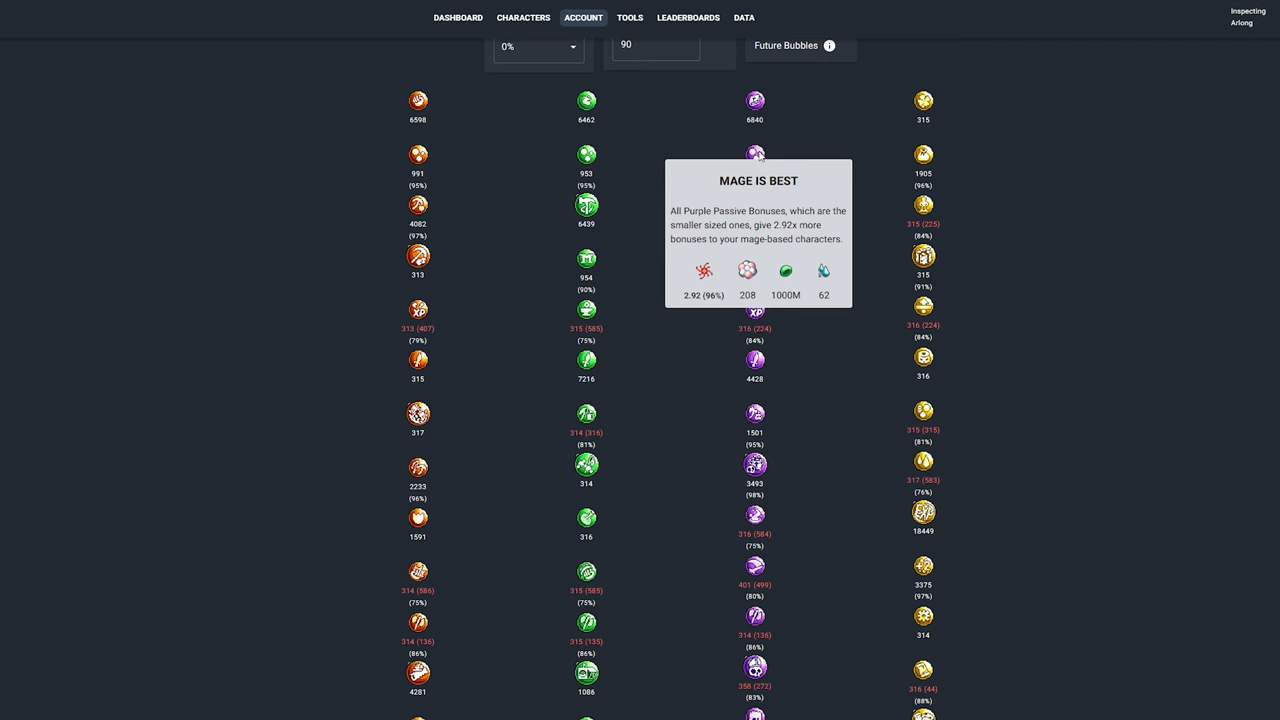 DASHBOARD CHARACTERS ACCOUNT TOOLS LEADERBOARDS DATA
Inspecting
Arlong
0%
90
Future Bubbles
6598 6462 6840 315
991 953 1905
(95%) (95%) (96%)
4082 6439 315 (225)
(97%) (84%)
MAGE IS BEST
All Purple Passive Bonuses, which are the
smaller sized ones, give 2.92x more
bonuses to your mage-based characters.
2.92 (96%) 208 1000M 62
313 954 315
(90%) (91%)
XP XP
313 (407) 315 (585) 316 (224) 316 (224)
(79%) (75%) (84%) (84%)
315 7216 4428 316
317 314 (316) 1501 315 (315)
(81%) (95%) (81%)
2233 314 3493 317 (583)
(96%) (98%) (76%)
EXP
1591 316 316 (584) 18449
(75%)
+2
314 (586) 315 (585) 401 (499) 3375
(75%) (75%) (80%) (97%)
314 (136) 315 (135) 314 (136) 314
(86%) (86%) (86%)
4281 1086 358 (272) 316 (44)
(83%) (88%)